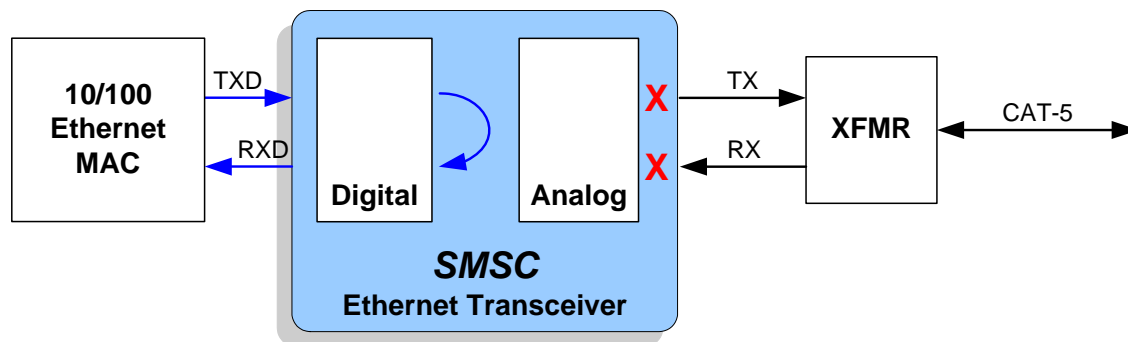 10/100
Ethernet
MAC
TXD
RXD
Digital
Analog
X
X
SMSC
Ethernet Transceiver
TX
RX
XFMR
CAT-5